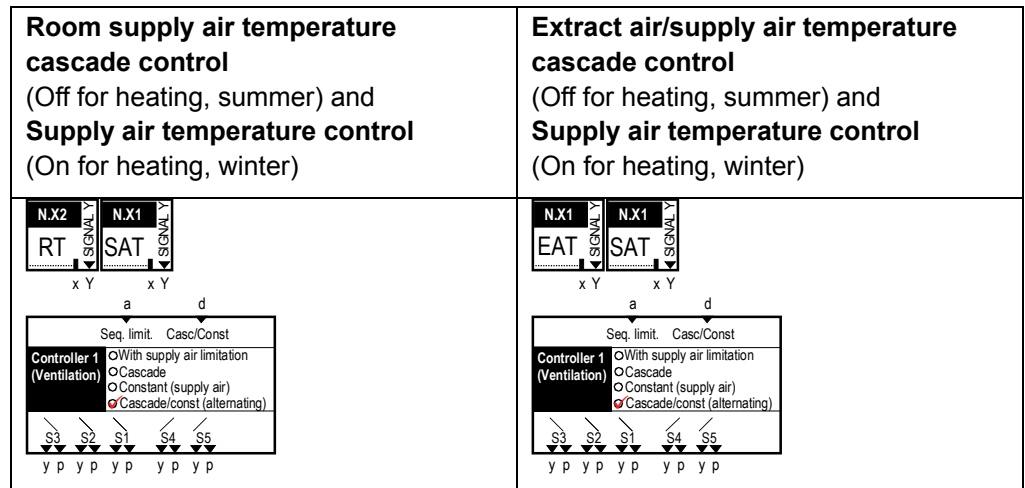 Room supply air temperature
cascade control
(Off for heating, summer) and
Supply air temperature control
(On for heating, winter)
N.X2 SIGNAL Y N.X1 SIGNAL Y
RT SAT
x Y x Y
a d
Seq. limit. Casc/Const
Controller 1
(Ventilation)
With supply air limitation
Cascade
Constant (supply air)
Cascade/const (alternating)
S3 S2 S1 S4 S5
y p y p y p y p y p
Extract air/supply air temperature
cascade control
(Off for heating, summer) and
Supply air temperature control
(On for heating, winter)
N.X1 SIGNAL Y N.X1 SIGNAL Y
EAT SAT
x Y x Y
a d
Seq. limit. Casc/Const
Controller 1
(Ventilation)
With supply air limitation
Cascade
Constant (supply air)
Cascade/const (alternating)
S3 S2 S1 S4 S5
y p y p y p y p y p